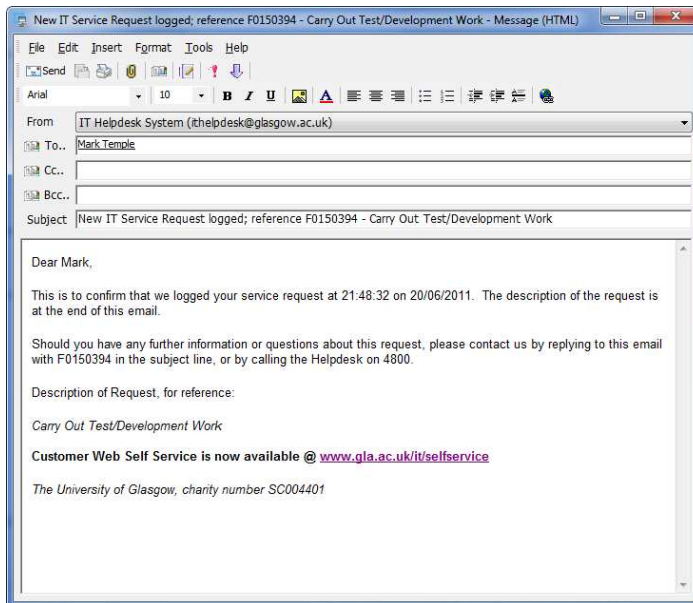 New IT Service Request logged; reference F0150394 - Carry Out Test/Development Work - Message (HTML)
File Edit Insert Format Tools Help
Send
Arial 10 B I U A
From IT Helpdesk System (ithelpdesk@glasgow.ac.uk)
To.. Mark Temple
Cc..
Bcc..
Subject New IT Service Request logged; reference F0150394 - Carry Out Test/Development Work
Dear Mark,
This is to confirm that we logged your service request at 21:48:32 on 20/06/2011. The description of the request is
at the end of this email.
Should you have any further information or questions about this request, please contact us by replying to this email
with F0150394 in the subject line, or by calling the Helpdesk on 4800.
Description of Request, for reference:
Carry Out Test/Development Work
Customer Web Self Service is now available @ www.gla.ac.uk/it/selfservice
The University of Glasgow, charity number SC004401